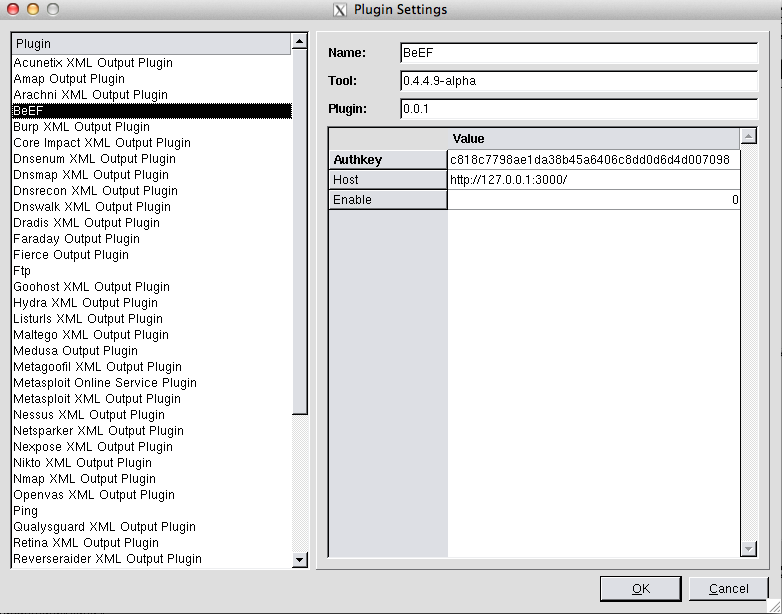 Plugin Settings
Plugin
Acunetix XML Output Plugin
Amap Output Plugin
Arachni XML Output Plugin
BeEF
Burp XML Output Plugin
Core Impact XML Output Plugin
Dnsenum XML Output Plugin
Dnsmap XML Output Plugin
Dnsrecon XML Output Plugin
Dnswalk XML Output Plugin
Dradis XML Output Plugin
Faraday Output Plugin
Fierce Output Plugin
Ftp
Goohost XML Output Plugin
Hydra XML Output Plugin
Listurls XML Output Plugin
Maltego XML Output Plugin
Medusa Output Plugin
Metagoofil XML Output Plugin
Metasploit Online Service Plugin
Metasploit XML Output Plugin
Nessus XML Output Plugin
Netsparker XML Output Plugin
Nexpose XML Output Plugin
Nikto XML Output Plugin
Nmap XML Output Plugin
Openvas XML Output Plugin
Ping
Qualysguard XML Output Plugin
Retina XML Output Plugin
Reverseraider XML Output Plugin
Name: BeEF
Tool: 0.4.4.9-alpha
Plugin: 0.0.1
Value
Authkey c818c7798ae1da38b45a6406c8dd0d6d4d007098
Host http://127.0.0.1:3000/
Enable 0
OK Cancel